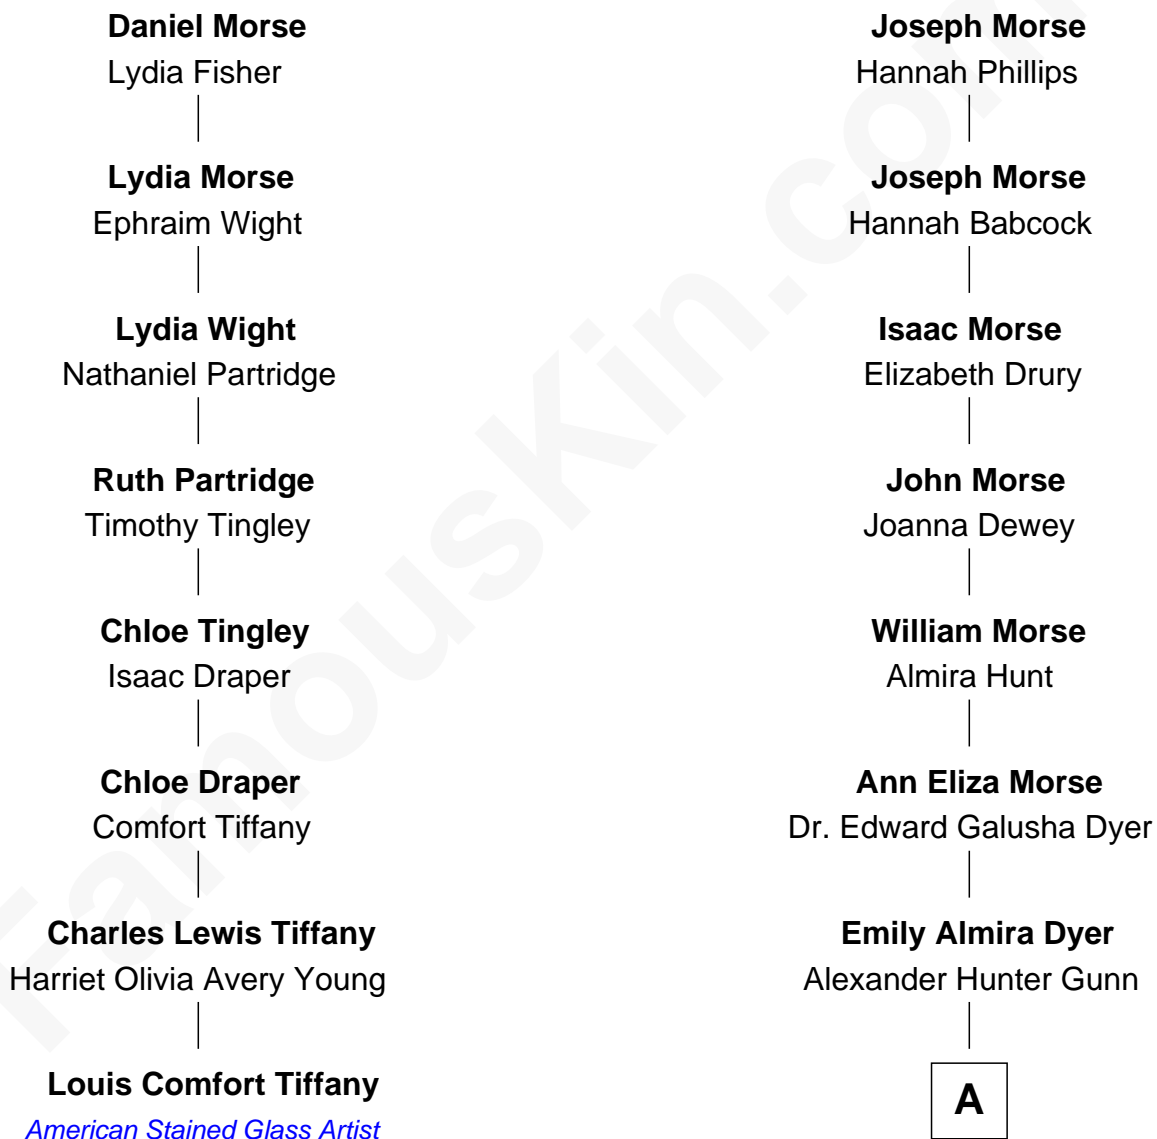 Daniel Morse
Lydia Fisher
Lydia Morse
Ephraim Wight
Lydia Wight
Nathaniel Partridge
Ruth Partridge
Timothy Tingley
Chloe Tingley
Isaac Draper
Chloe Draper
Comfort Tiffany
Charles Lewis Tiffany
Harriet Olivia Avery Young
Louis Comfort Tiffany
American Stained Glass Artist
Joseph Morse
Hannah Phillips
Joseph Morse
Hannah Babcock
Isaac Morse
Elizabeth Drury
John Morse
Joanna Dewey
William Morse
Almira Hunt
Ann Eliza Morse
Dr. Edward Galusha Dyer
Emily Almira Dyer
Alexander Hunter Gunn
A
FamousKin.com